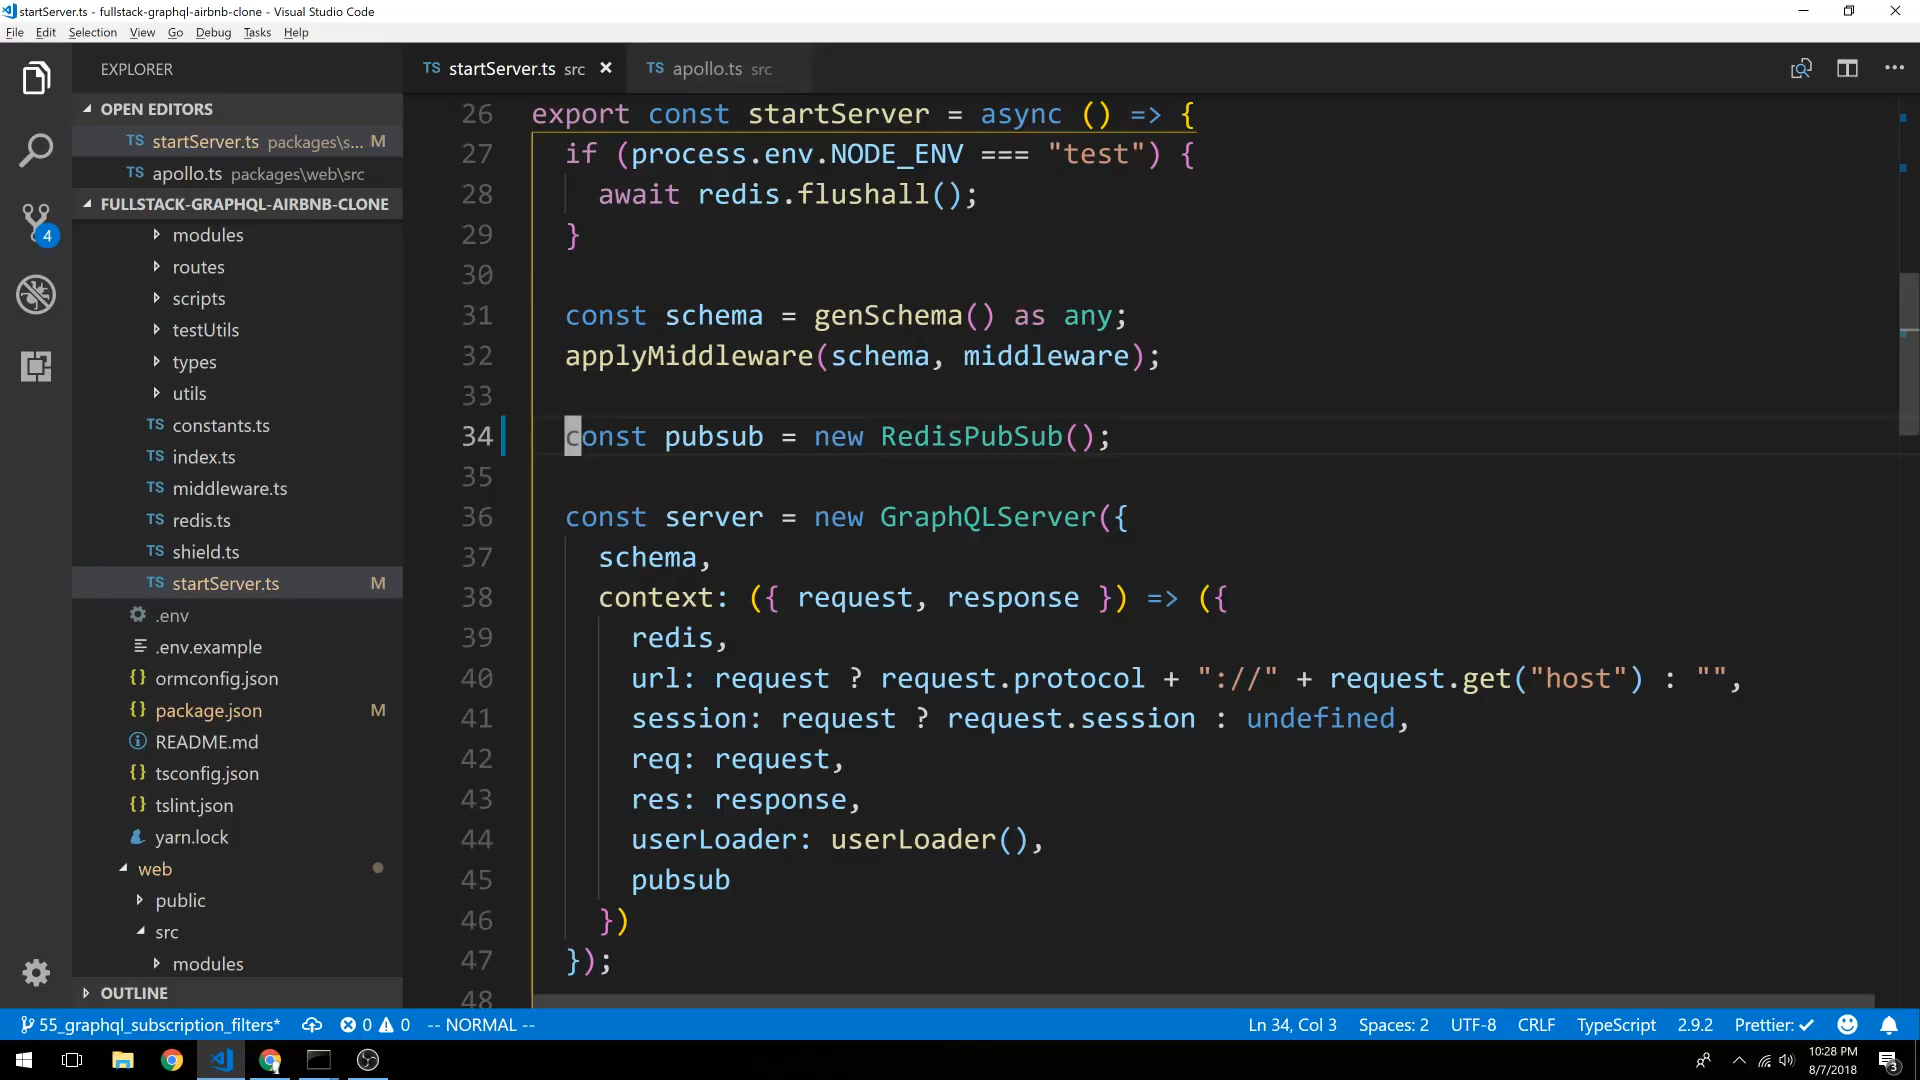 startServer.ts - fullstack-graphql-airbnb-clone - Visual Studio Code
File Edit Selection View Go Debug Tasks Help
EXPLORER
OPEN EDITORS
TS startServer.ts packages\s... M
TS apollo.ts packages\web\src
FULLSTACK-GRAPHQL-AIRBNB-CLONE
modules
routes
scripts
testUtils
types
utils
TS constants.ts
TS index.ts
TS middleware.ts
TS redis.ts
TS shield.ts
TS startServer.ts M
.env
.env.example
{} ormconfig.json
{} package.json M
README.md
{} tsconfig.json
{} tslint.json
yarn.lock
web
public
src
modules
OUTLINE
4
TS startServer.ts src × TS apollo.ts src
26 export const startServer = async () => {
27 if (process.env.NODE_ENV === "test") {
28 await redis.flushall();
29 }
30
31 const schema = genSchema() as any;
32 applyMiddleware(schema, middleware);
33
34 const pubsub = new RedisPubSub();
35
36 const server = new GraphQLServer({
37 schema,
38 context: ({ request, response }) => ({
39 redis,
40 url: request ? request.protocol + "://" + request.get("host") : "",
41 session: request ? request.session : undefined,
42 req: request,
43 res: response,
44 userLoader: userLoader(),
45 pubsub
46 })
47 });
48
55_graphql_subscription_filters* 0 0 -- NORMAL -- Ln 34, Col 3 Spaces: 2 UTF-8 CRLF TypeScript 2.9.2 Prettier: ✓
10:28 PM
8/7/2018
3